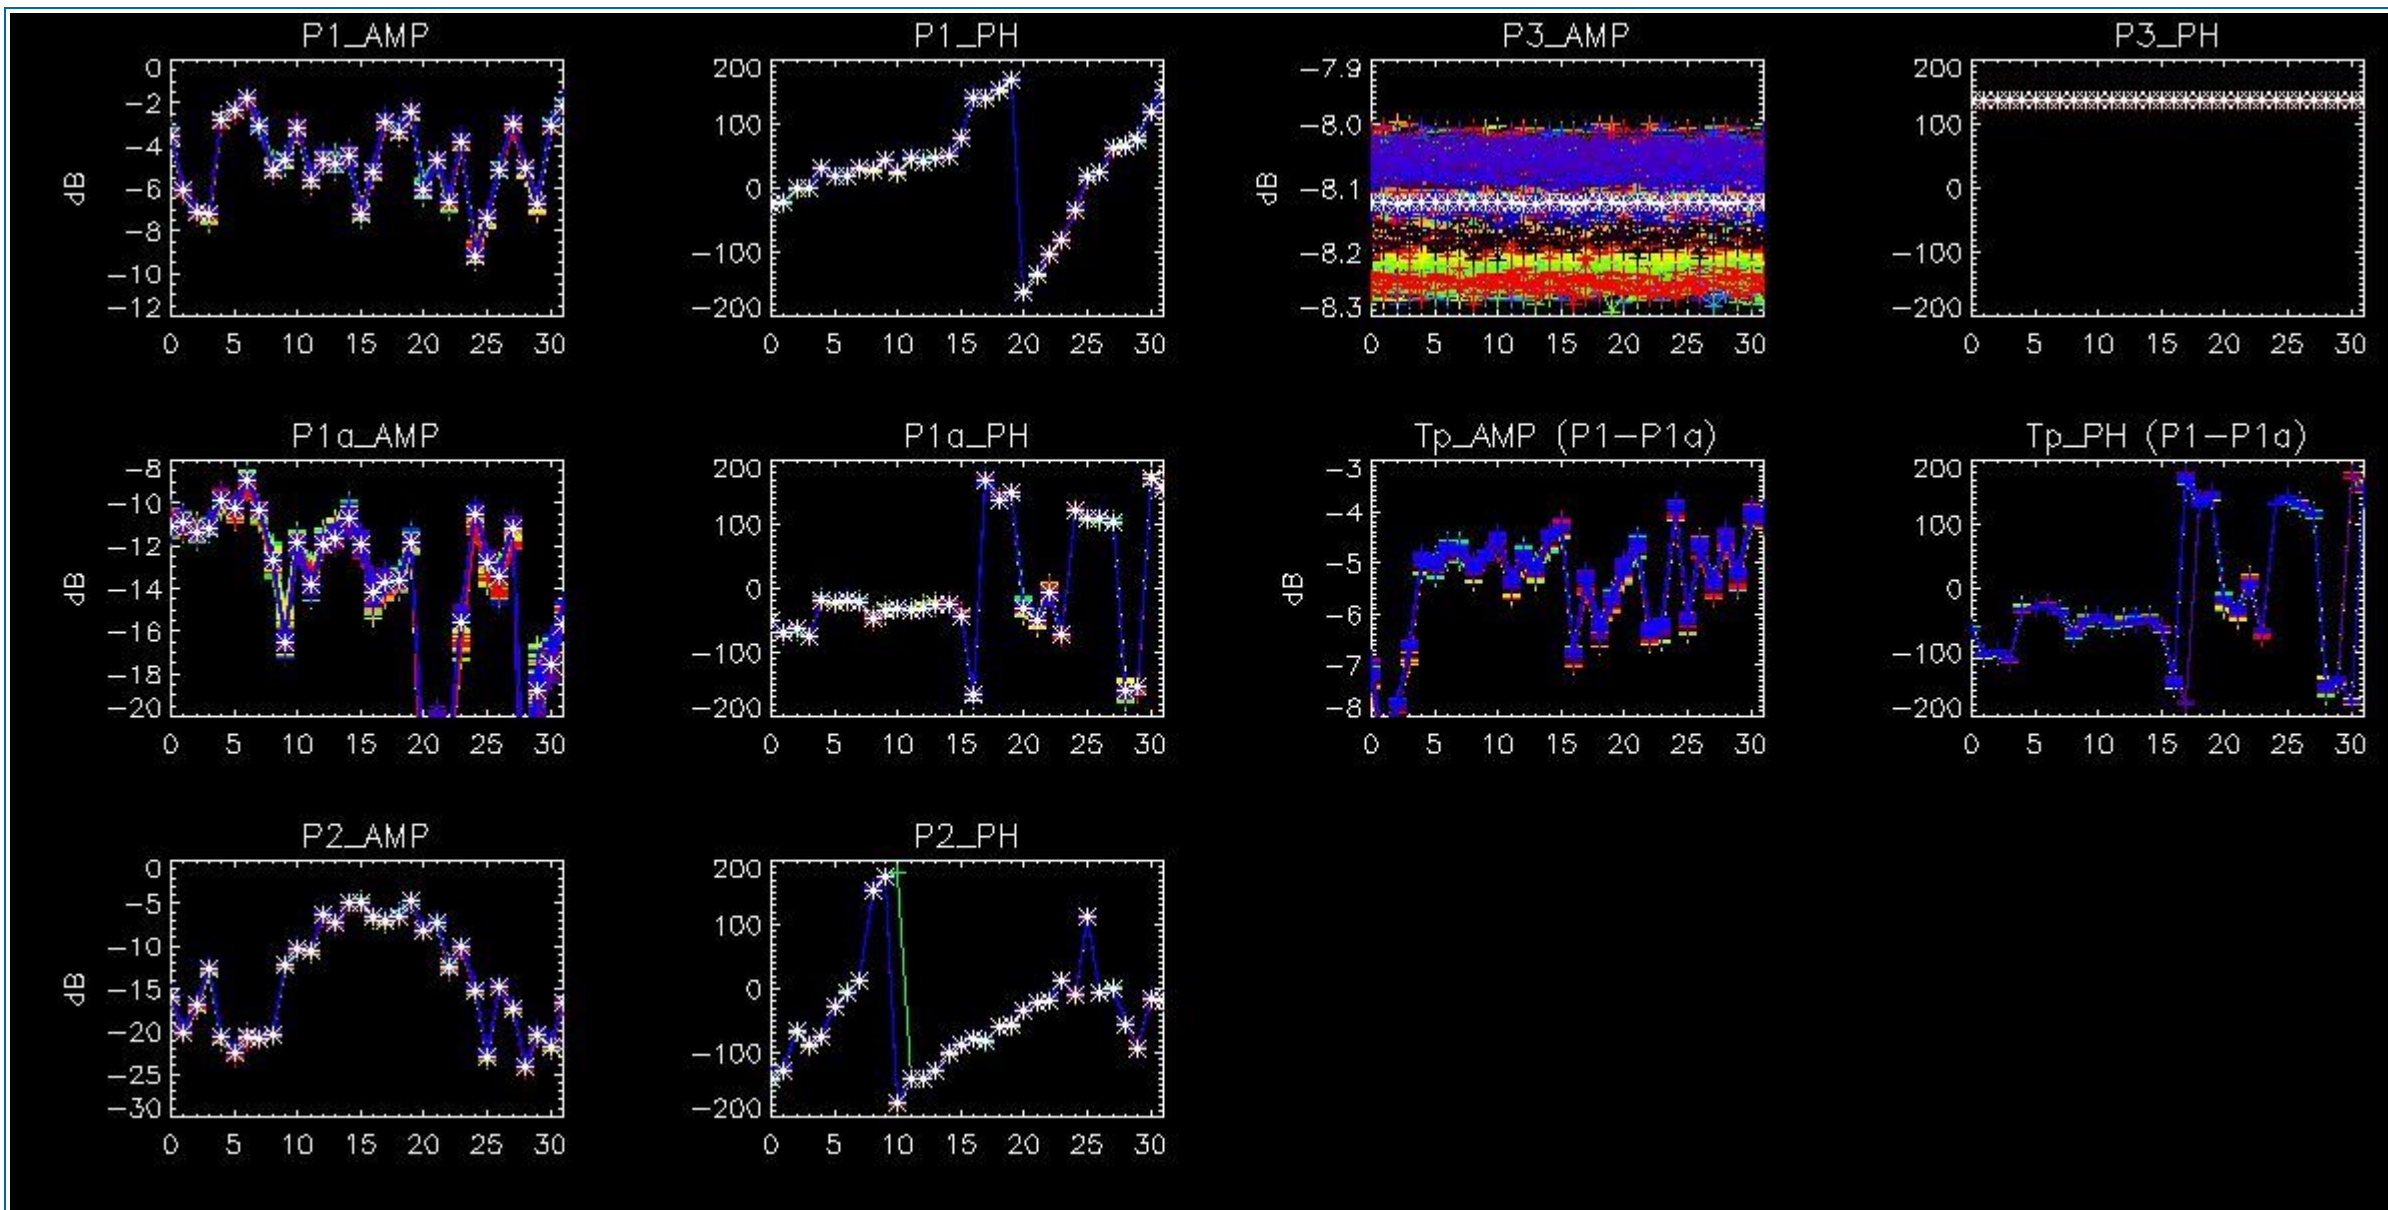 P1_AMP P1_PH P3_AMP P3_PH
0 200 −7.9 200
−2 100 −8.0 100
−4 0 −8.1 0
−6 −100 −8.2 −100
−8 −200 −8.3 −200
−10
−12
dB dB
0 5 10 15 20 25 30 0 5 10 15 20 25 30 0 5 10 15 20 25 30 0 5 10 15 20 25 30
P1a_AMP P1a_PH Tp_AMP (P1−P1a) Tp_PH (P1−P1a)
−8 200 −3 200
−10 100 −4 100
−12 0 −5 0
−14 −100 −6 −100
−16 −200 −7 −200
−18 −8
−20
dB dB
0 5 10 15 20 25 30 0 5 10 15 20 25 30 0 5 10 15 20 25 30 0 5 10 15 20 25 30
P2_AMP P2_PH
0 200
−5 100
−10 0
−15 −100
−20 −200
−25
−30
dB
0 5 10 15 20 25 30 0 5 10 15 20 25 30